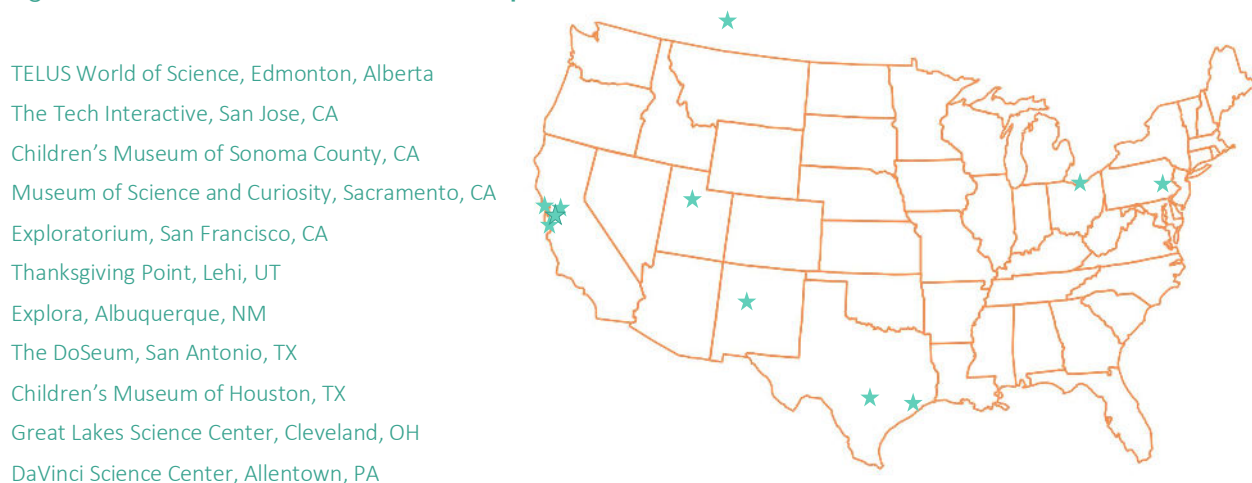 TELUS World of Science, Edmonton, Alberta
The Tech Interactive, San Jose, CA
Children’s Museum of Sonoma County, CA
Museum of Science and Curiosity, Sacramento, CA
Exploratorium, San Francisco, CA
Thanksgiving Point, Lehi, UT
Explora, Albuquerque, NM
The DoSeum, San Antonio, TX
Children’s Museum of Houston, TX
Great Lakes Science Center, Cleveland, OH
DaVinci Science Center, Allentown, PA